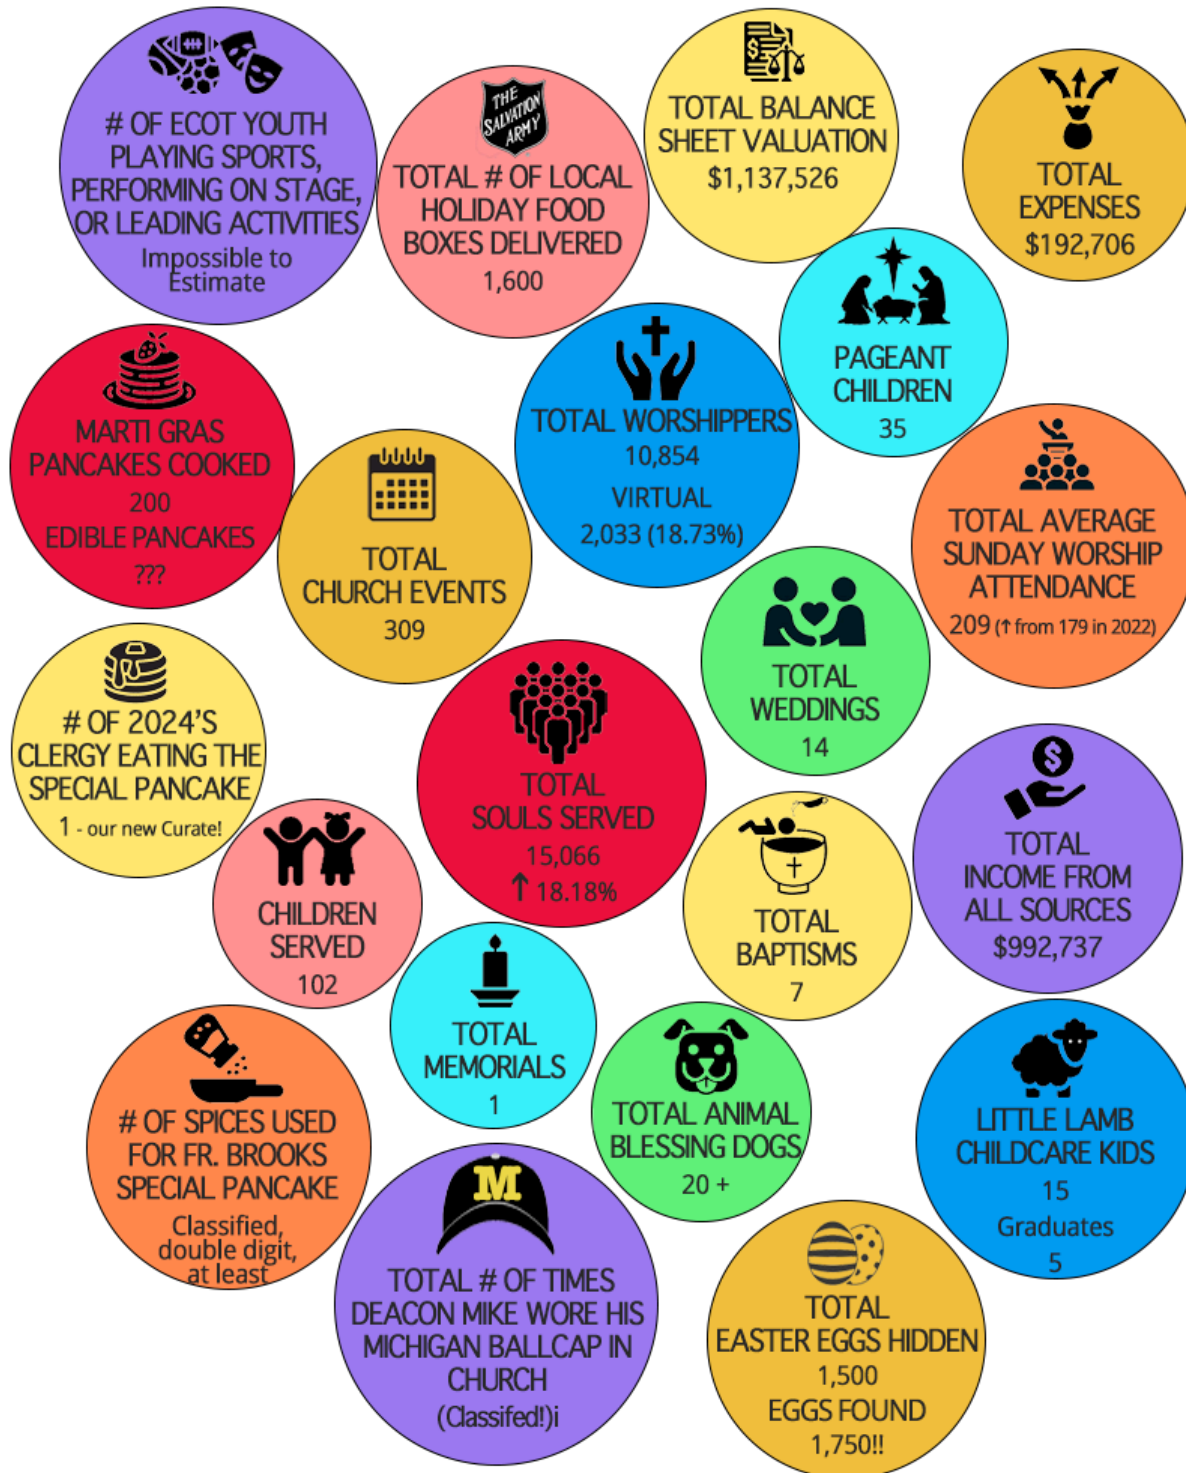 # OF ECOT YOUTH
PLAYING SPORTS,
PERFORMING ON STAGE,
OR LEADING ACTIVITIES
Impossible to
Estimate
THE
SALVATION
ARMY
TOTAL # OF LOCAL
HOLIDAY FOOD
BOXES DELIVERED
1,600
$
TOTAL BALANCE
SHEET VALUATION
$1,137,526
TOTAL
EXPENSES
$192,706
PAGEANT
CHILDREN
35
MARTI GRAS
PANCAKES COOKED
200
EDIBLE PANCAKES
???
TOTAL
CHURCH EVENTS
309
TOTAL WORSHIPPERS
10,854
VIRTUAL
2,033 (18.73%)
TOTAL AVERAGE
SUNDAY WORSHIP
ATTENDANCE
209 (↑ from 179 in 2022)
# OF 2024'S
CLERGY EATING THE
SPECIAL PANCAKE
1 - our new Curate!
TOTAL
SOULS SERVED
15,066
↑ 18.18%
TOTAL
WEDDINGS
14
$
TOTAL
INCOME FROM
ALL SOURCES
$992,737
CHILDREN
SERVED
102
TOTAL
BAPTISMS
7
TOTAL
MEMORIALS
1
# OF SPICES USED
FOR FR. BROOKS
SPECIAL PANCAKE
Classified,
double digit,
at least
TOTAL ANIMAL
BLESSING DOGS
20 +
LITTLE LAMB
CHILDCARE KIDS
15
Graduates
5
M
TOTAL # OF TIMES
DEACON MIKE WORE HIS
MICHIGAN BALLCAP IN
CHURCH
(Classifed!)i
TOTAL
EASTER EGGS HIDDEN
1,500
EGGS FOUND
1,750!!